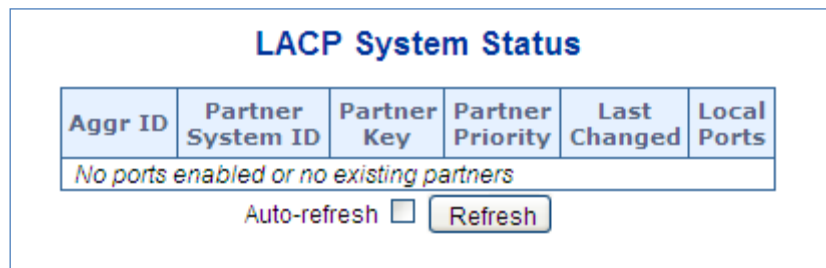 LACP System Status
Aggr ID Partner System ID Partner Key Partner Priority Last Changed Local Ports
No ports enabled or no existing partners
Auto-refresh Refresh